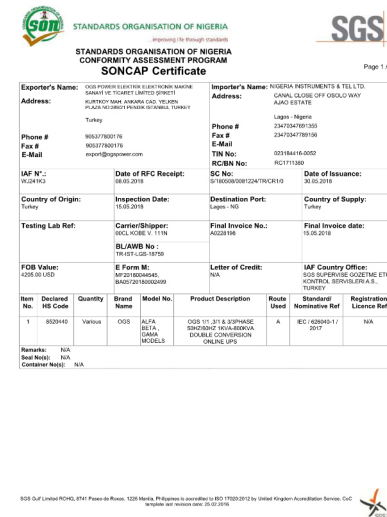 SON
STANDARDS ORGANISATION OF NIGERIA
...improving life through standards
SGS
STANDARDS ORGANISATION OF NIGERIA
CONFORMITY ASSESSMENT PROGRAM
SONCAP Certificate
Page 1 /
Exporter's Name: OGS POWER ELEKTRIK ELEKTRONIK MAKINE
SANAYI VE TICARET LIMITED ŞIRKETI
Address: KURTKOY MAH. ANKARA CAD. YELKEN
PLAZA NO:289/21 PENDIK ISTANBUL TURKEY
Turkey
Phone # 905377800176
Fax # 905377800176
E-Mail export@ogspower.com
Importer's Name: NIGERIA INSTRUMENTS & TEL LTD.
Address: CANAL CLOSE OFF OSOLO WAY
AJAO ESTATE
Lagos - Nigeria
Phone # 23470347891355
Fax # 23470347789156
E-Mail
TIN No: 023184416-0052
RC/BN No: RC1711380
IAF N°.: WJ241K3
Date of RFC Receipt: 08.05.2018
SC No: S/180508/0081224/TR/CR1/0
Date of Issuance: 30.05.2018
Country of Origin: Turkey
Inspection Date: 15.05.2018
Destination Port: Lagos - NG
Country of Supply: Turkey
Testing Lab Ref:
Carrier/Shipper: 00CL KOBE V. 111N
Final Invoice No.: A0228198
Final Invoice date: 15.05.2018
BL/AWB No : TR-IST-LGS-18759
FOB Value: 4205.00 USD
E Form M: MF20180044545,
BA05720180002499
Letter of Credit: N/A
IAF Country Office:
SGS SUPERVISE GOZETME ETU
KONTROL SERVISLERI A.S.,
TURKEY
Item No. Declared HS Code Quantity Brand Name Model No. Product Description Route Used Standard/ Nominative Ref Registration Licence Ref
1 8520440 Various OGS ALFA BETA , GAMA MODELS OGS 1/1 ,3/1 & 3/3PHASE 50HZ/60HZ 1KVA-800KVA DOUBLE CONVERSION ONLINE UPS A IEC / 626040-1 / 2017 N/A
Remarks: N/A
Seal No(s): N/A
Container No(s): N/A
SGS Gulf Limited ROHQ, 8741 Paseo de Roxas, 1226 Manila, Philippines is accredited to ISO 17020:2012 by United Kingdom Accreditation Service. CoC
template last revision date: 25.02.2016
SGS